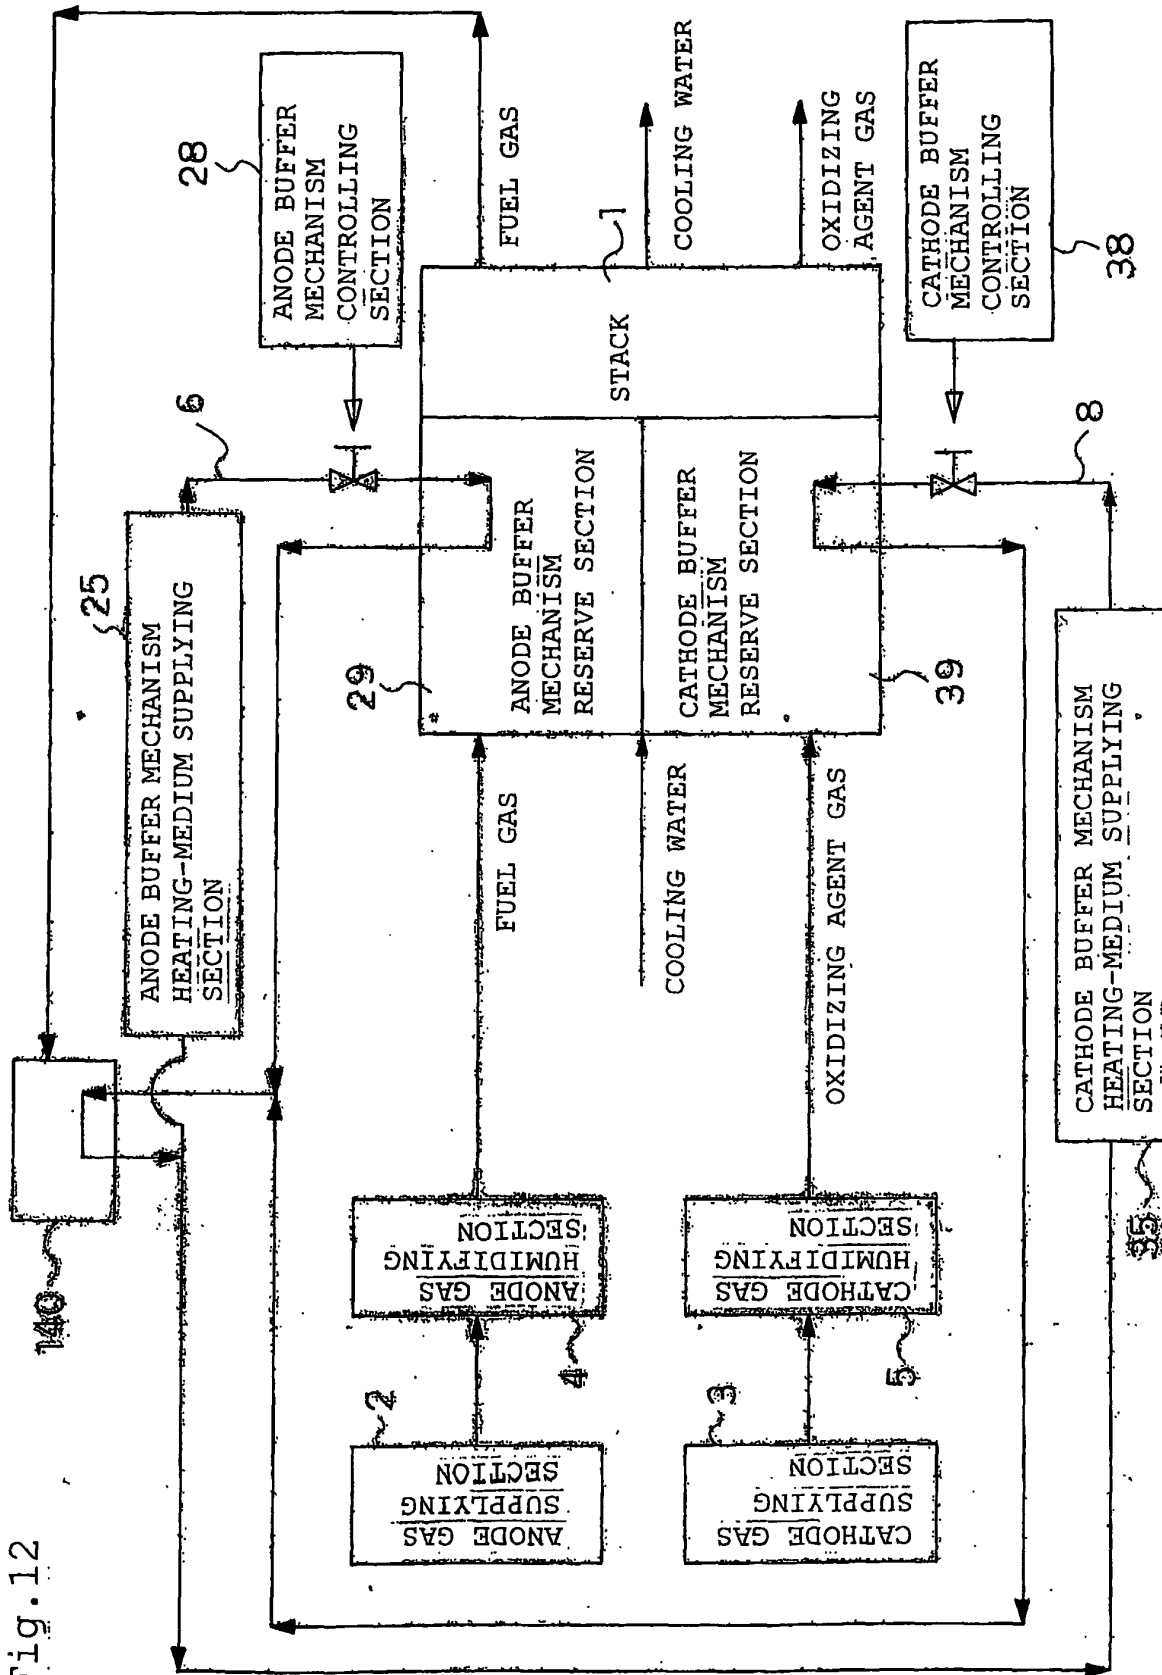 Fig.12
140
25
ANODE BUFFER MECHANISM
HEATING-MEDIUM SUPPLYING
SECTION
6
28
ANODE BUFFER
MECHANISM
CONTROLLING
SECTION
2
ANODE GAS
SUPPLYING
SECTION
4
ANODE GAS
HUMIDIFYING
SECTION
FUEL GAS
29
ANODE BUFFER
MECHANISM
RESERVE SECTION
FUEL GAS
COOLING WATER
STACK
1
COOLING WATER
3
CATHODE GAS
SUPPLYING
SECTION
5
CATHODE GAS
HUMIDIFYING
SECTION
OXIDIZING AGENT GAS
CATHODE BUFFER
MECHANISM
RESERVE SECTION
39
OXIDIZING
AGENT GAS
35
CATHODE BUFFER MECHANISM
HEATING-MEDIUM SUPPLYING
SECTION
8
CATHODE BUFFER
MECHANISM
CONTROLLING
SECTION
38